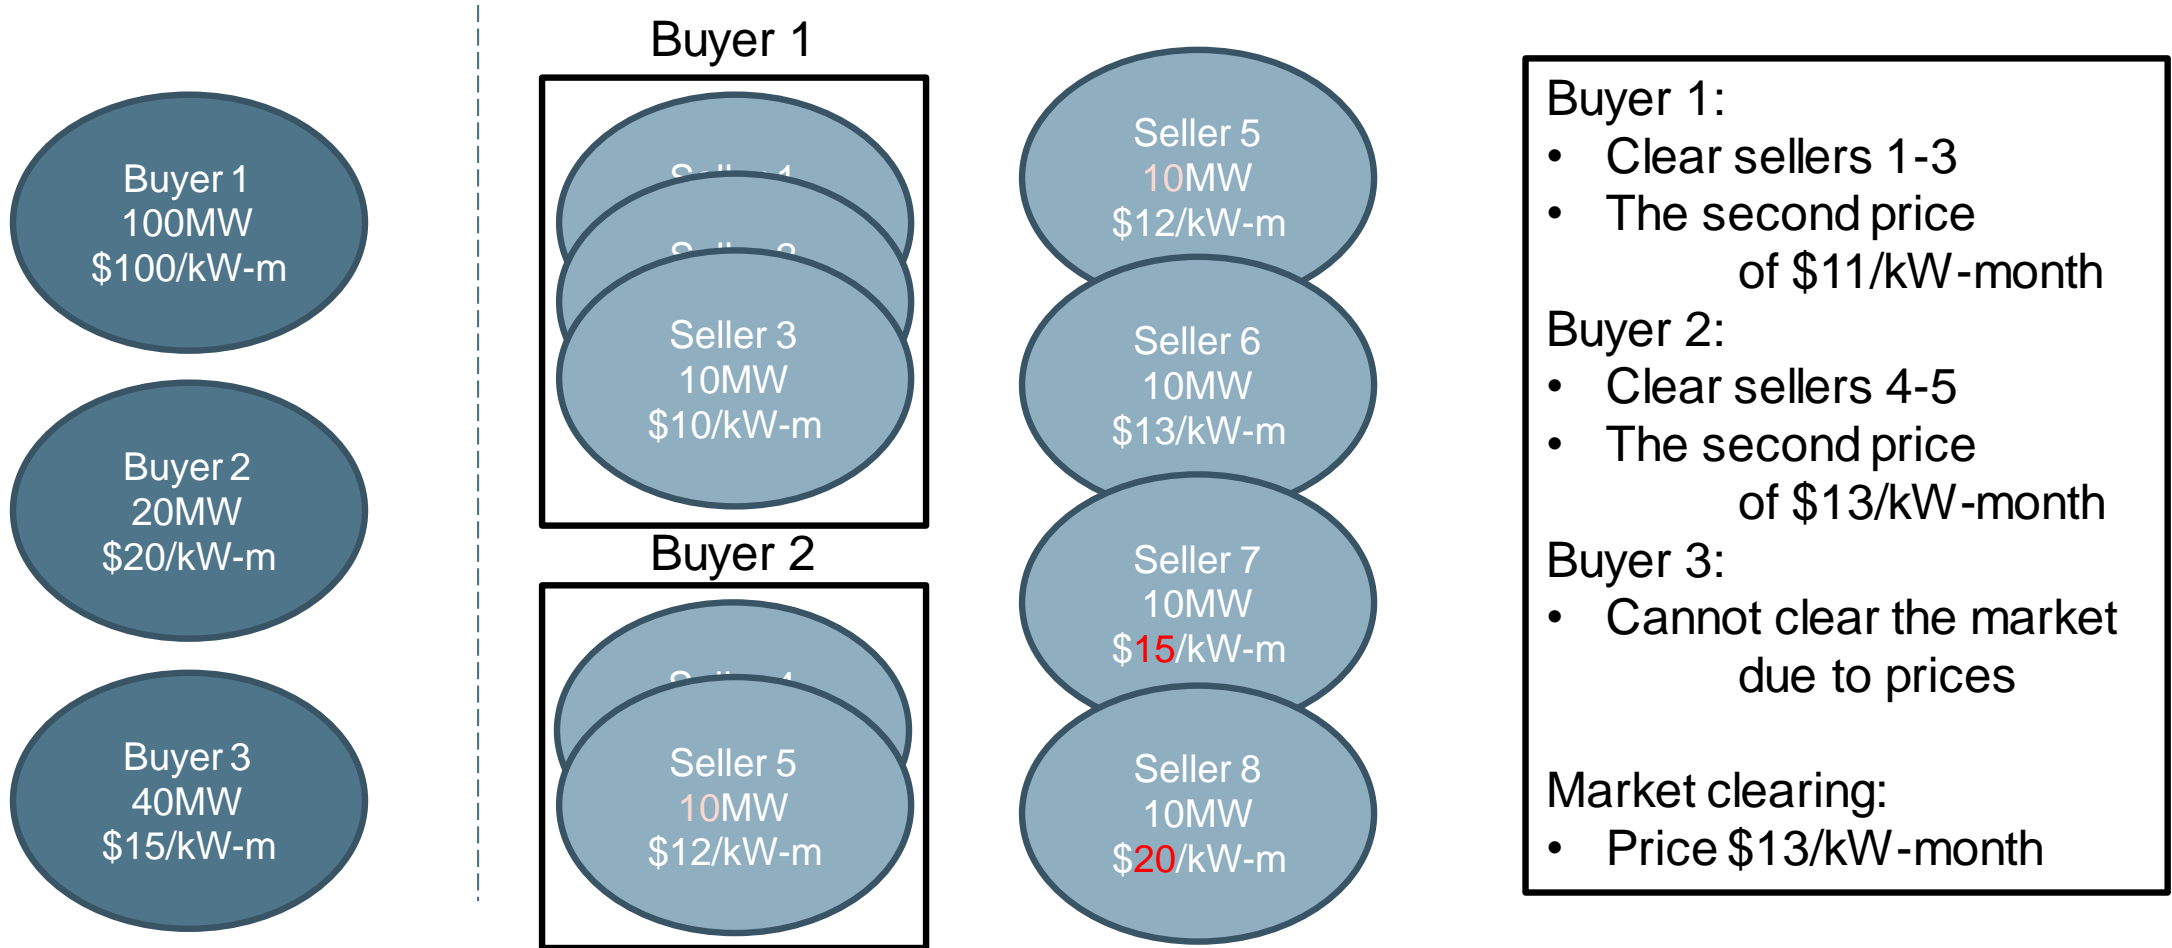 Buyer 1
100MW
$100/kW-m
Buyer 2
20MW
$20/kW-m
Buyer 3
40MW
$15/kW-m
Buyer 1
Seller 3
10MW
$10/kW-m
Buyer 2
Seller 5
10MW
$12/kW-m
Seller 5
10MW
$12/kW-m
Seller 6
10MW
$13/kW-m
Seller 7
10MW
$15/kW-m
Seller 8
10MW
$20/kW-m
Buyer 1:
• Clear sellers 1-3
• The second price
of $11/kW-month
Buyer 2:
• Clear sellers 4-5
• The second price
of $13/kW-month
Buyer 3:
• Cannot clear the market
due to prices
Market clearing:
• Price $13/kW-month